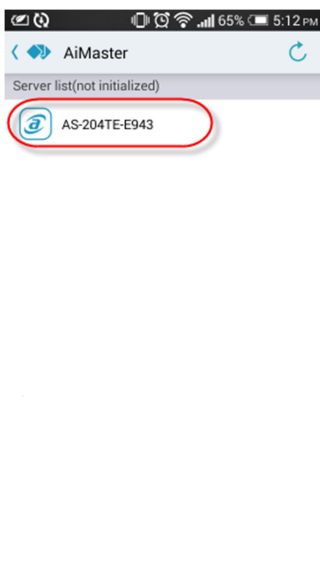 65% 5:12 PM
AiMaster
Server list(not initialized)
AS-204TE-E943